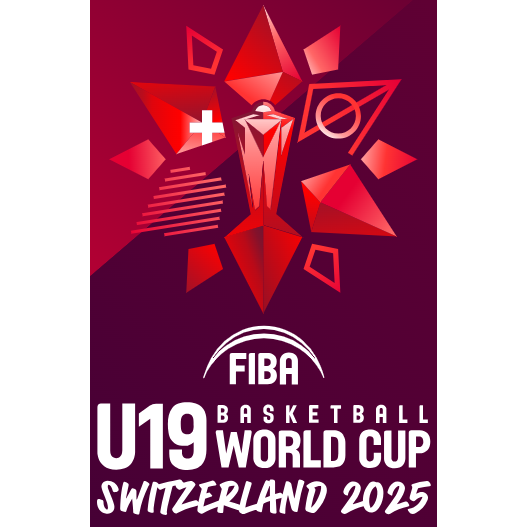 FIBA
U19 BASKETBALL
WORLD CUP
SWITZERLAND 2025